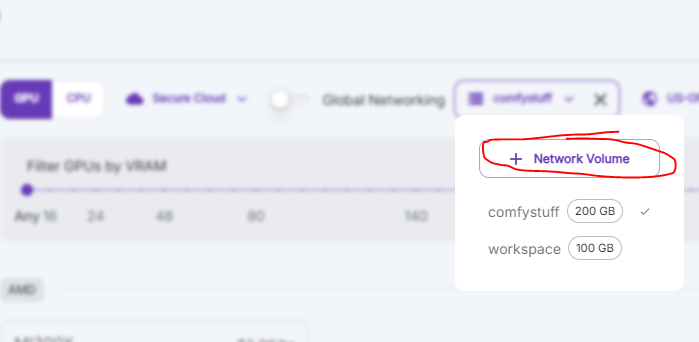 GPU
CPU
Secure Cloud
Global Networking
comfystuff
+ Network Volume
Filter GPUs by VRAM
comfystuff 200 GB
Any 16 24 48 80 140
workspace 100 GB
AMD